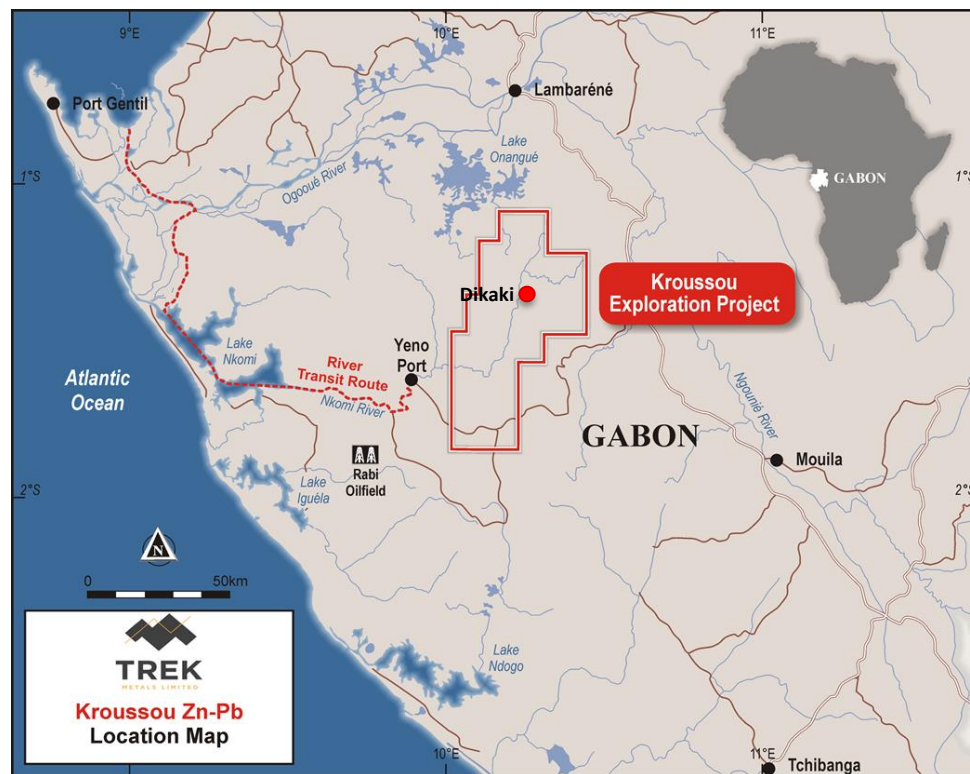 9°E
10°E
11°E
Port Gentil
Lambaréné
Lake
Onangué
Ogooué River
1°S
1°S
GABON
Dikaki
Kroussou
Exploration Project
Yeno
Port
Lake
Nkomi
River
Transit Route
Nkomi River
Atlantic
Ocean
Ngounié River
GABON
Mouila
Rabi
Oilfield
Lake
Iguéla
2°S
2°S
N
0
50km
TREK
METALS LIMITED
Kroussou Zn-Pb
Location Map
Lake
Ndogo
10°E
11°E
Tchibanga